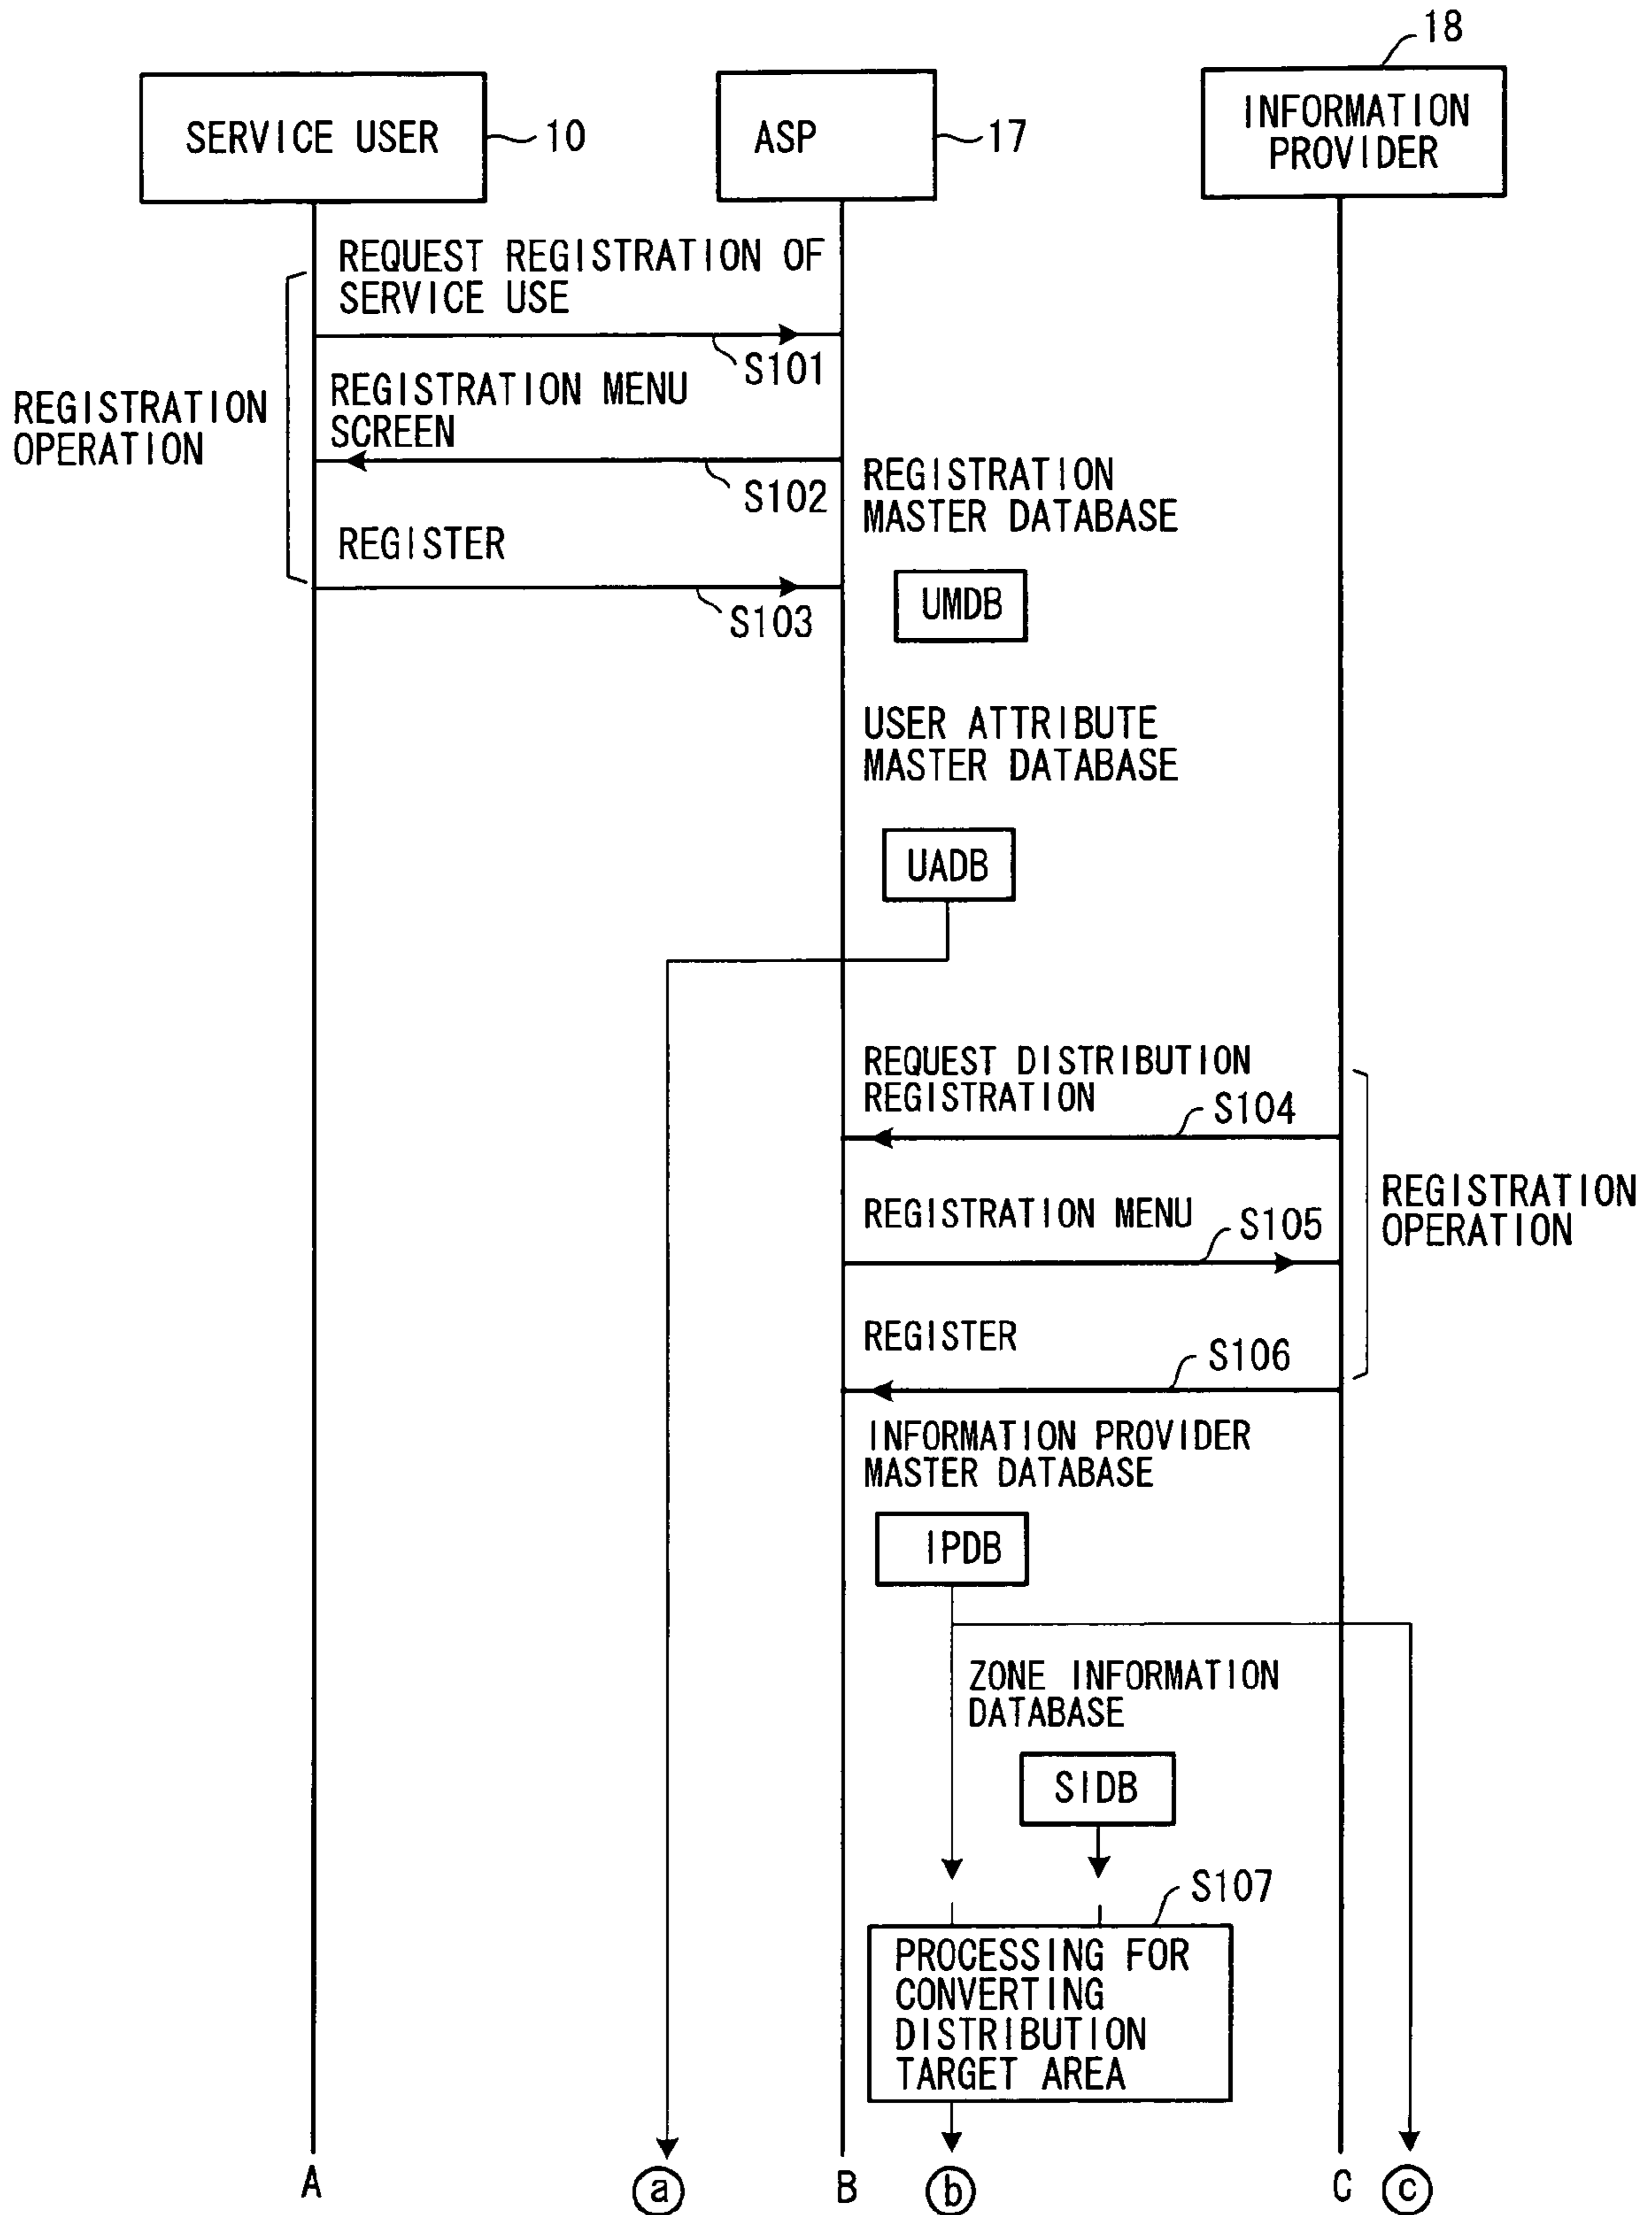 18
SERVICE USER
10
ASP
17
INFORMATION
PROVIDER
REQUEST REGISTRATION OF
SERVICE USE
S101
REGISTRATION
OPERATION
REGISTRATION MENU
SCREEN
S102
REGISTRATION
MASTER DATABASE
REGISTER
S103
UMDB
USER ATTRIBUTE
MASTER DATABASE
UADB
REQUEST DISTRIBUTION
REGISTRATION
S104
REGISTRATION MENU
S105
REGISTRATION
OPERATION
REGISTER
S106
INFORMATION PROVIDER
MASTER DATABASE
IPDB
ZONE INFORMATION
DATABASE
SIDB
S107
PROCESSING FOR
CONVERTING
DISTRIBUTION
TARGET AREA
A
a
B
b
C
c